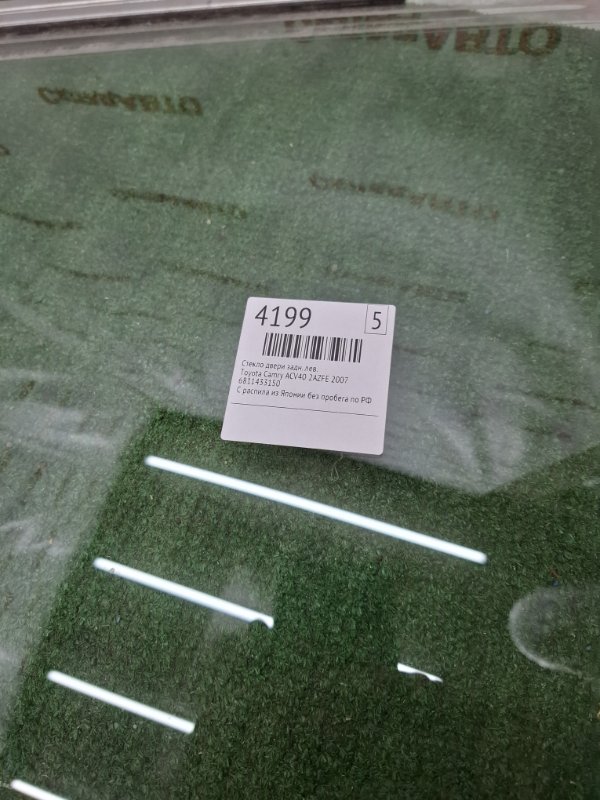 4199
5
Стекло двери задн. лев.
Toyota Camry ACV40 2AZFE 2007
6811433150
С распила из Японии без пробега по РФ